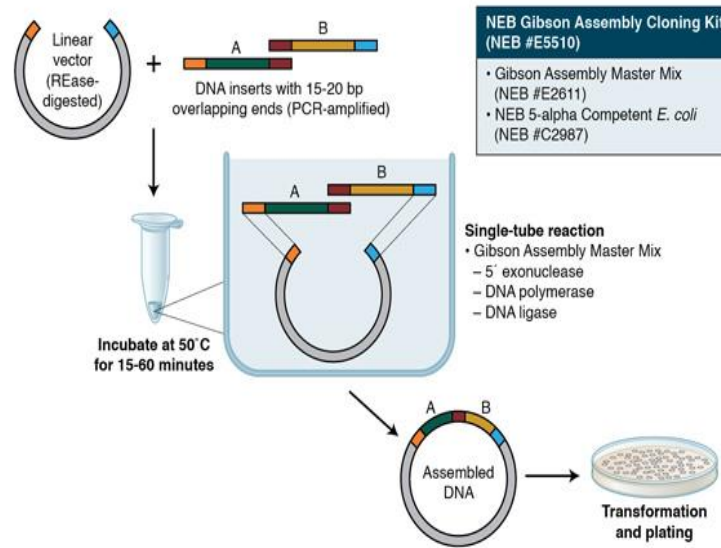 Linear
vector
(REase-
digested)
+
A
B
DNA inserts with 15-20 bp
overlapping ends (PCR-amplified)
NEB Gibson Assembly Cloning Kit
(NEB #E5510)
• Gibson Assembly Master Mix
(NEB #E2611)
• NEB 5-alpha Competent E. coli
(NEB #C2987)
A
B
Single-tube reaction
• Gibson Assembly Master Mix
– 5´ exonuclease
– DNA polymerase
– DNA ligase
Incubate at 50˚C
for 15-60 minutes
A
B
Assembled
DNA
Transformation
and plating